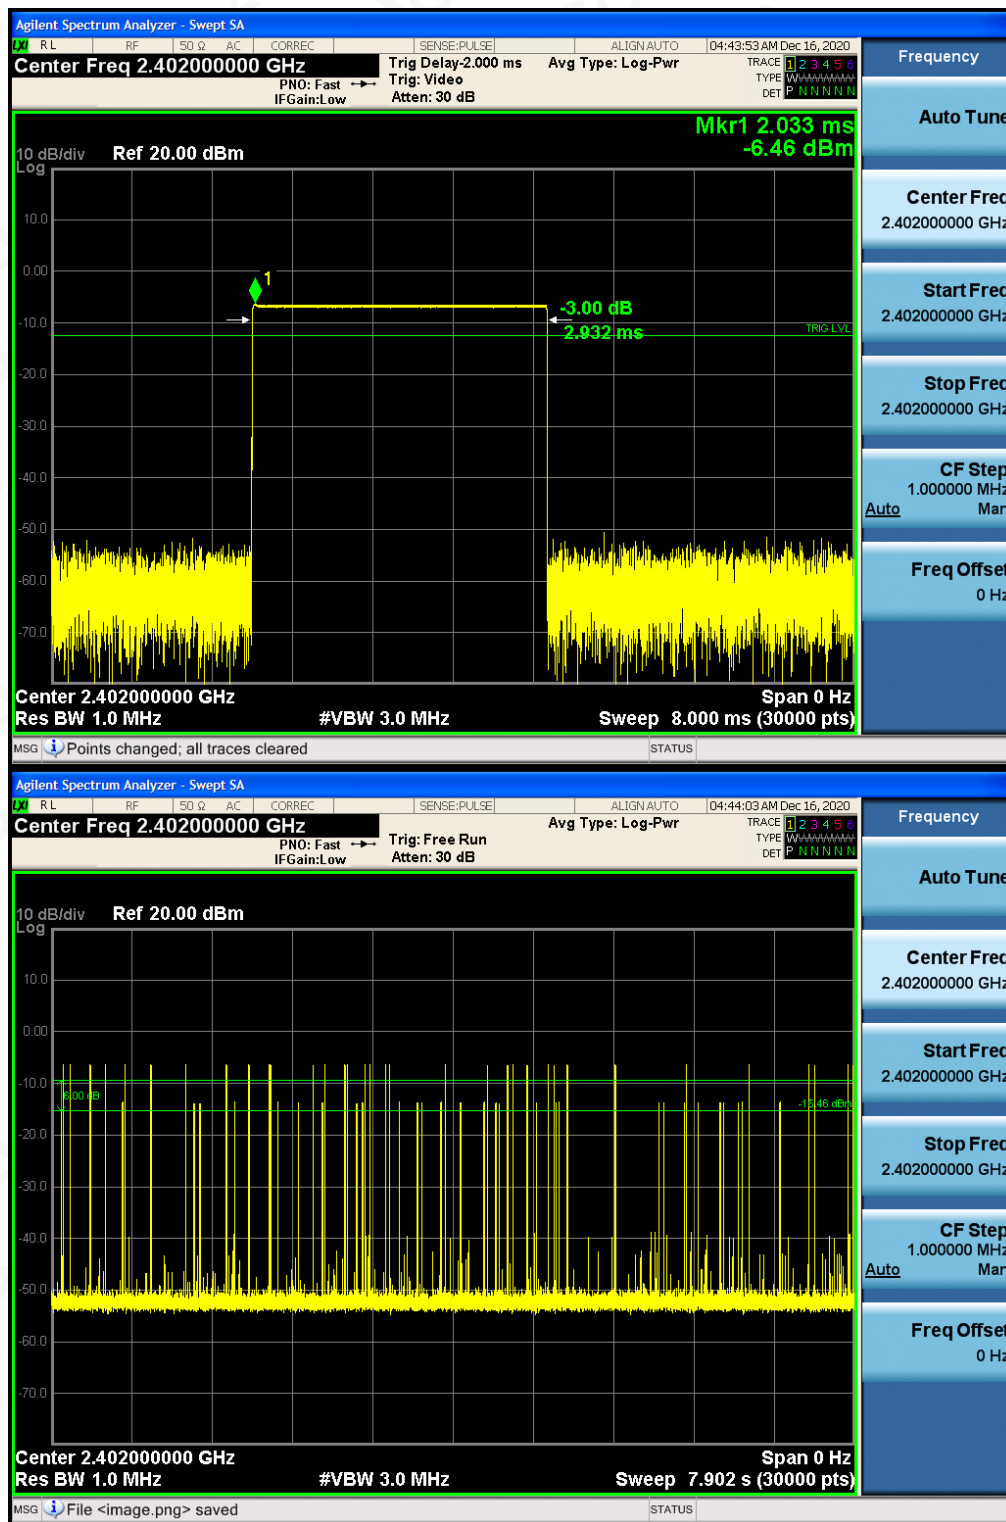 Agilent Spectrum Analyzer - Swept SA
LXI RL RF 50 Ω AC CORREC SENSE:PULSE ALIGN AUTO 04:43:53 AM Dec 16, 2020
Center Freq 2.402000000 GHz
PNO: Fast
IFGain:Low
Trig Delay-2.000 ms
Trig: Video
Atten: 30 dB
Avg Type: Log-Pwr
TRACE 1 2 3 4 5 6
TYPE WWWWWW
DET P N N N N N
Mkr1 2.033 ms
-6.46 dBm
10 dB/div Ref 20.00 dBm
Log
10.0
0.00
1
-3.00 dB
-10.0
2.932 ms
TRIG LVL
-20.0
-30.0
-40.0
-50.0
-60.0
-70.0
Center 2.402000000 GHz Span 0 Hz
Res BW 1.0 MHz #VBW 3.0 MHz Sweep 8.000 ms (30000 pts)
MSG Points changed; all traces cleared STATUS
Frequency
Auto Tune
Center Freq
2.402000000 GHz
Start Freq
2.402000000 GHz
Stop Freq
2.402000000 GHz
CF Step
1.000000 MHz
Auto Man
Freq Offset
0 Hz
Agilent Spectrum Analyzer - Swept SA
LXI RL RF 50 Ω AC CORREC SENSE:PULSE ALIGN AUTO 04:44:03 AM Dec 16, 2020
Center Freq 2.402000000 GHz
PNO: Fast
IFGain:Low
Trig: Free Run
Atten: 30 dB
Avg Type: Log-Pwr
TRACE 1 2 3 4 5 6
TYPE WWWWWW
DET P N N N N N
10 dB/div Ref 20.00 dBm
Log
10.0
0.00
-10.0
6.00 dB
-15.46 dBm
-20.0
-30.0
-40.0
-50.0
-60.0
-70.0
Center 2.402000000 GHz Span 0 Hz
Res BW 1.0 MHz #VBW 3.0 MHz Sweep 7.902 s (30000 pts)
MSG File <image.png> saved STATUS
Frequency
Auto Tune
Center Freq
2.402000000 GHz
Start Freq
2.402000000 GHz
Stop Freq
2.402000000 GHz
CF Step
1.000000 MHz
Auto Man
Freq Offset
0 Hz